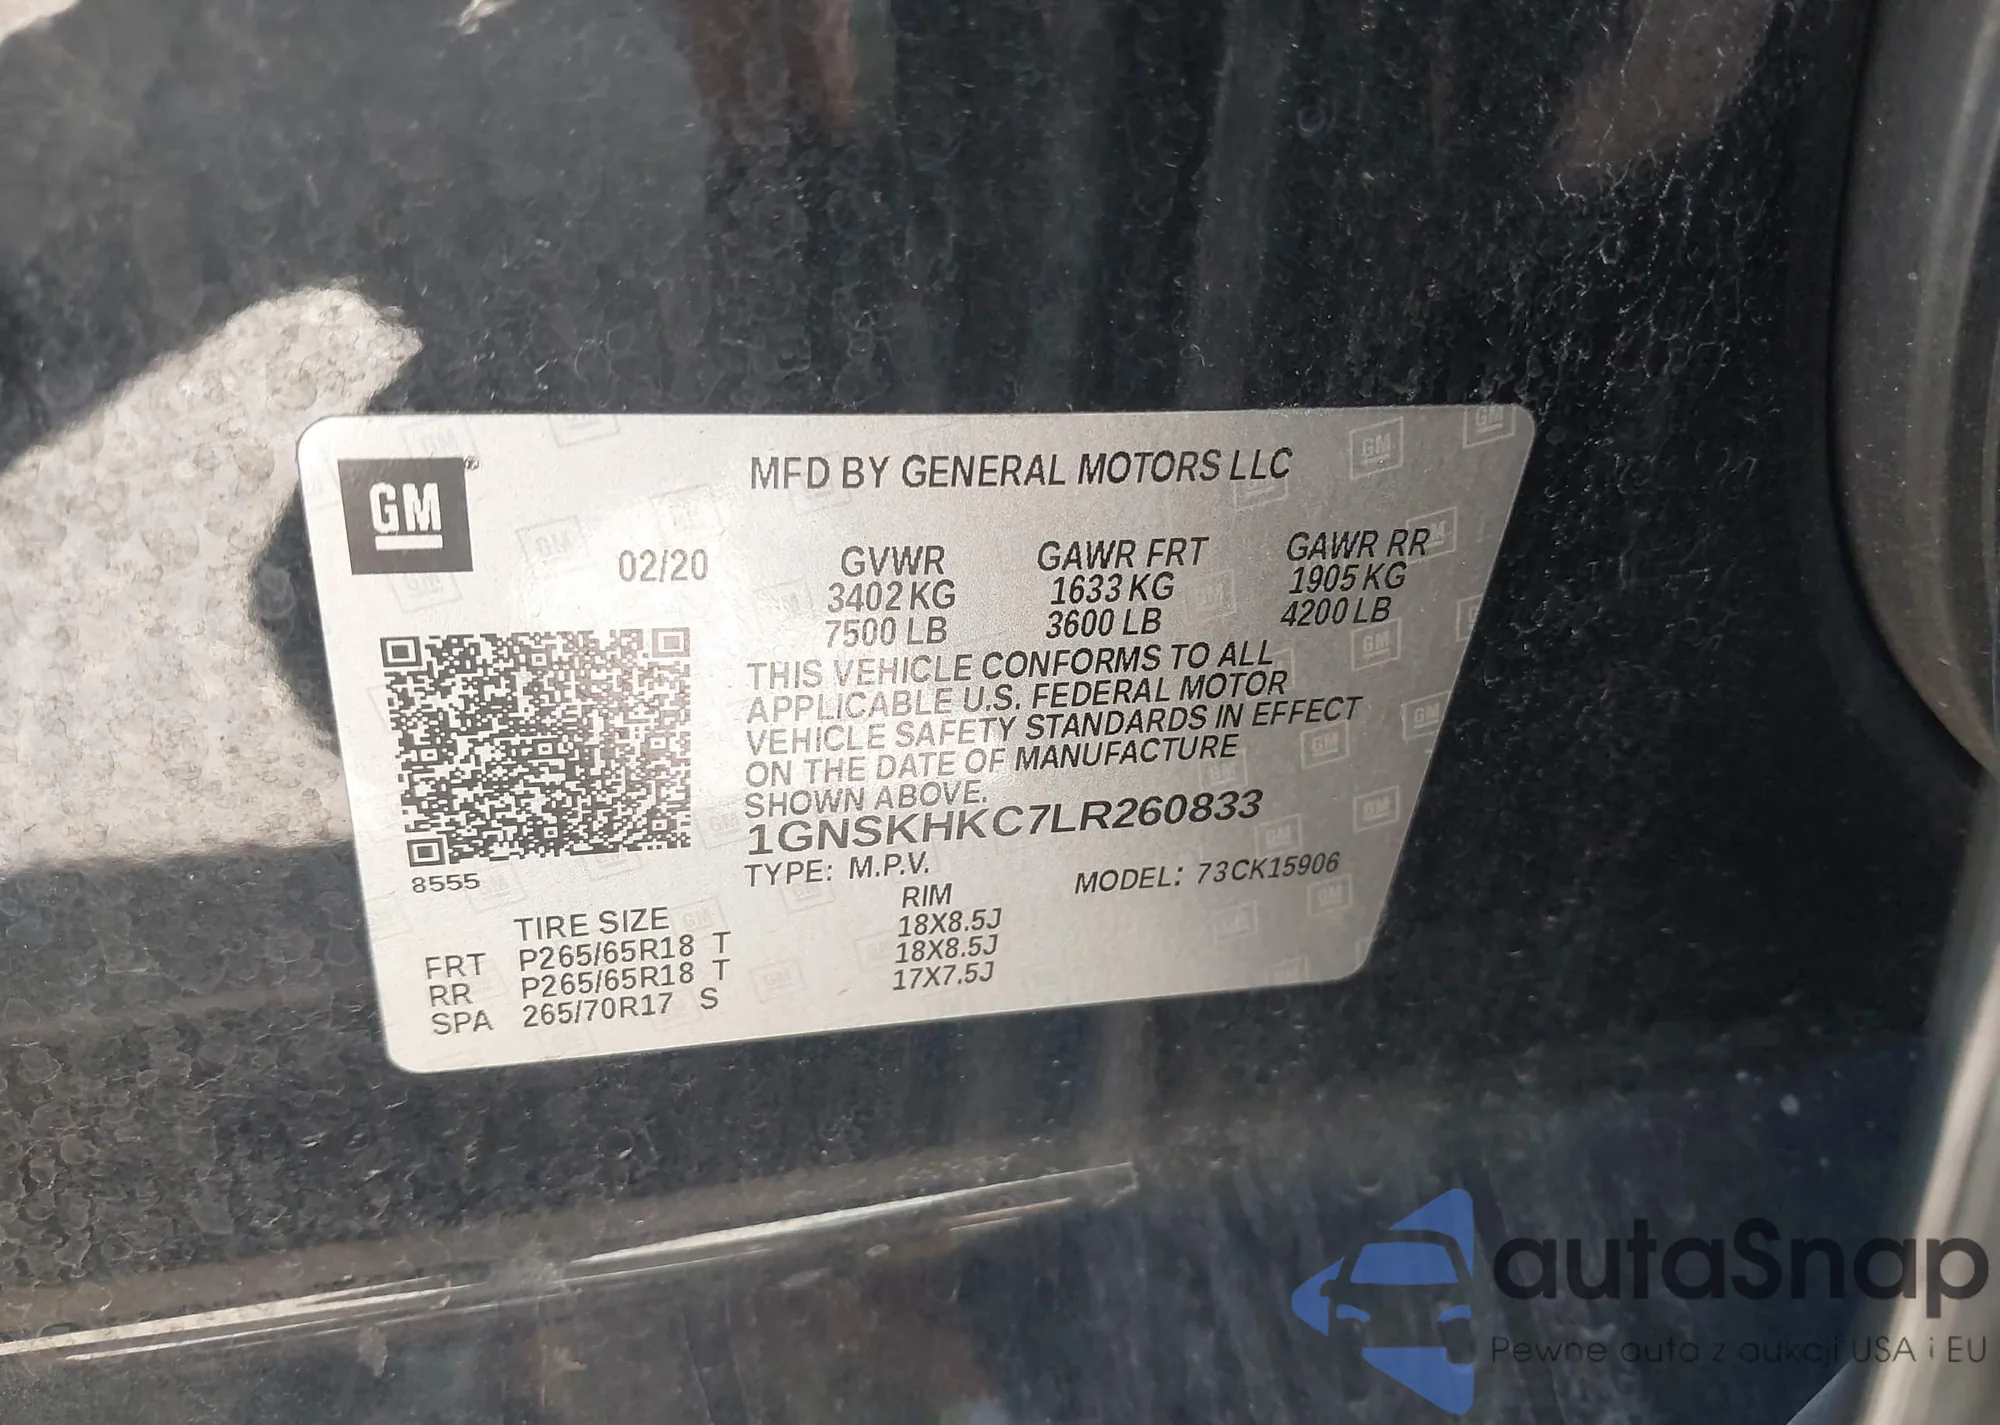 GM®
MFD BY GENERAL MOTORS LLC
02/20 GVWR GAWR FRT GAWR RR
3402 KG 1633 KG 1905 KG
7500 LB 3600 LB 4200 LB
THIS VEHICLE CONFORMS TO ALL
APPLICABLE U.S. FEDERAL MOTOR
VEHICLE SAFETY STANDARDS IN EFFECT
ON THE DATE OF MANUFACTURE
SHOWN ABOVE.
1GNSKHKC7LR260833
TYPE: M.P.V. MODEL: 73CK15906
8555
TIRE SIZE RIM
FRT P265/65R18 T 18X8.5J
RR P265/65R18 T 18X8.5J
SPA 265/70R17 S 17X7.5J
autaSnap
Pewne auta z aukcji USA i EU